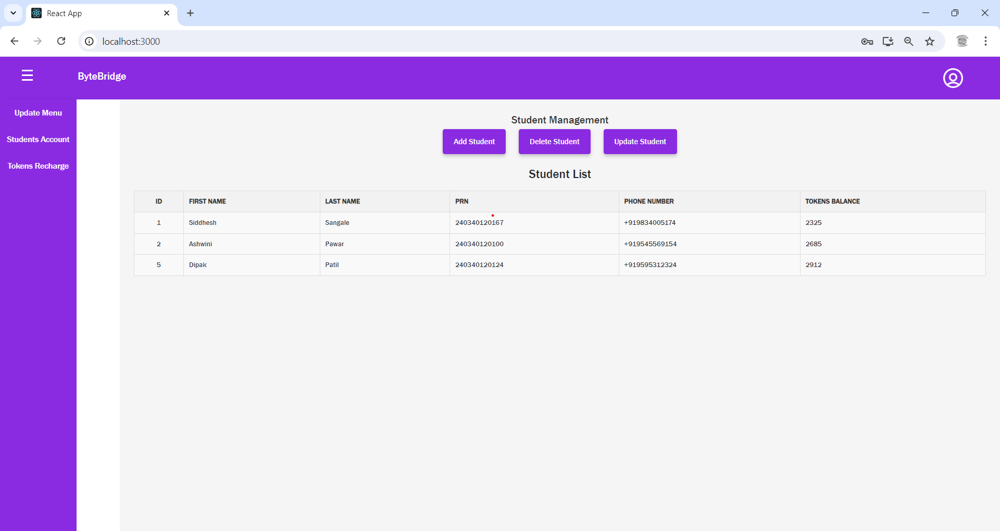 React App
localhost:3000
ByteBridge
Update Menu
Students Account
Tokens Recharge
Student Management
Add Student Delete Student Update Student
Student List
ID FIRST NAME LAST NAME PRN PHONE NUMBER TOKENS BALANCE
1 Siddhesh Sangale 240340120167 +919834005174 2325
2 Ashwini Pawar 240340120100 +919545569154 2685
5 Dipak Patil 240340120124 +919595312324 2912